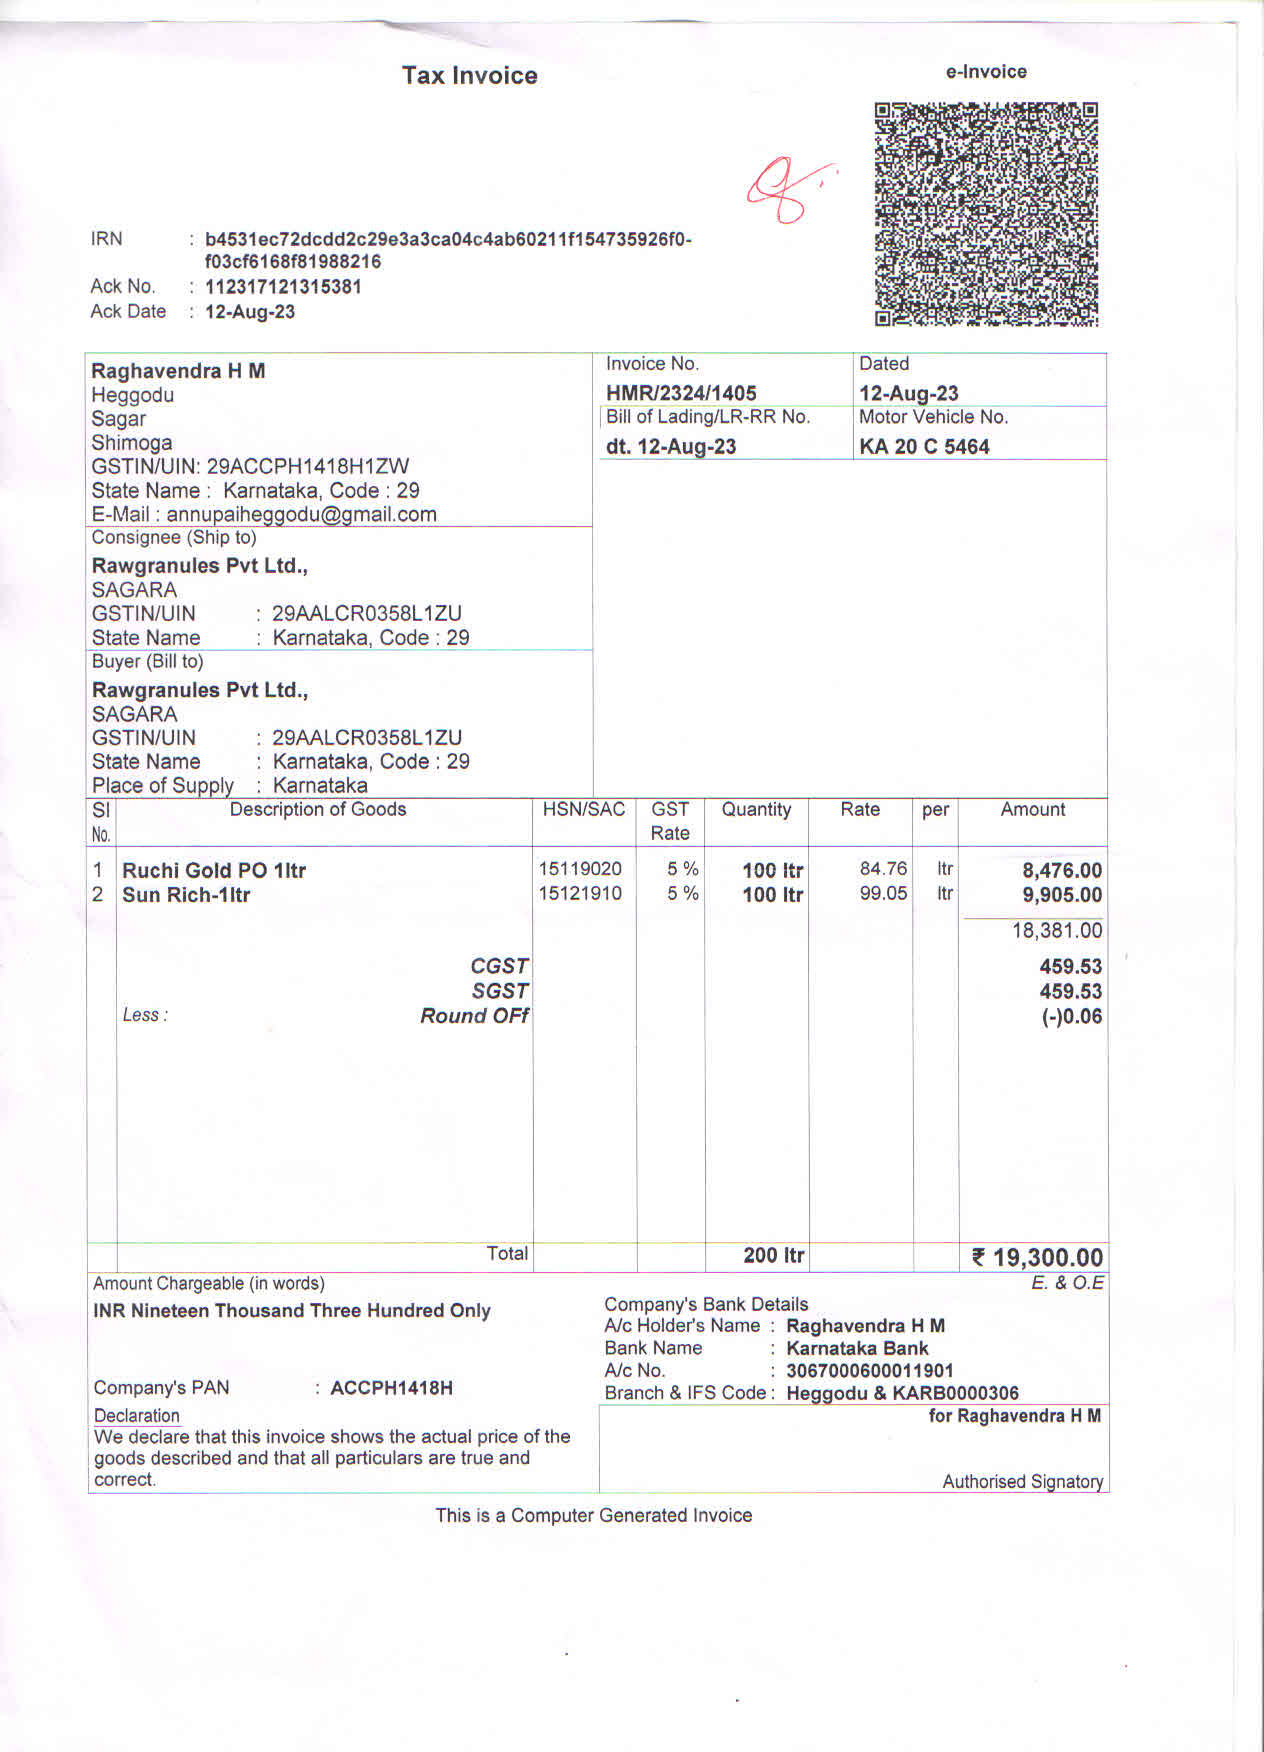 Tax Invoice
e-Invoice
IRN : b4531ec72dcdd2c29e3a3ca04c4ab60211f154735926f0-
f03cf6168f81988216
Ack No. : 112317121315381
Ack Date : 12-Aug-23
Raghavendra H M
Heggodu
Sagar
Shimoga
GSTIN/UIN: 29ACCPH1418H1ZW
State Name : Karnataka, Code : 29
E-Mail : annupaiheggodu@gmail.com
Invoice No. Dated
HMR/2324/1405 12-Aug-23
Bill of Lading/LR-RR No. Motor Vehicle No.
dt. 12-Aug-23 KA 20 C 5464
Consignee (Ship to)
Rawgranules Pvt Ltd.,
SAGARA
GSTIN/UIN : 29AALCR0358L1ZU
State Name : Karnataka, Code : 29
Buyer (Bill to)
Rawgranules Pvt Ltd.,
SAGARA
GSTIN/UIN : 29AALCR0358L1ZU
State Name : Karnataka, Code : 29
Place of Supply : Karnataka
Sl Description of Goods HSN/SAC GST Quantity Rate per Amount
No. Rate
1 Ruchi Gold PO 1ltr 15119020 5 % 100 ltr 84.76 ltr 8,476.00
2 Sun Rich-1ltr 15121910 5 % 100 ltr 99.05 ltr 9,905.00
18,381.00
CGST 459.53
SGST 459.53
Less : Round OFf (-)0.06
Total 200 ltr ₹ 19,300.00
Amount Chargeable (in words) E. & O.E
INR Nineteen Thousand Three Hundred Only
Company's Bank Details
A/c Holder's Name : Raghavendra H M
Bank Name : Karnataka Bank
A/c No. : 3067000600011901
Branch & IFS Code : Heggodu & KARB0000306
Company's PAN : ACCPH1418H
Declaration
We declare that this invoice shows the actual price of the
goods described and that all particulars are true and
correct.
for Raghavendra H M
Authorised Signatory
This is a Computer Generated Invoice